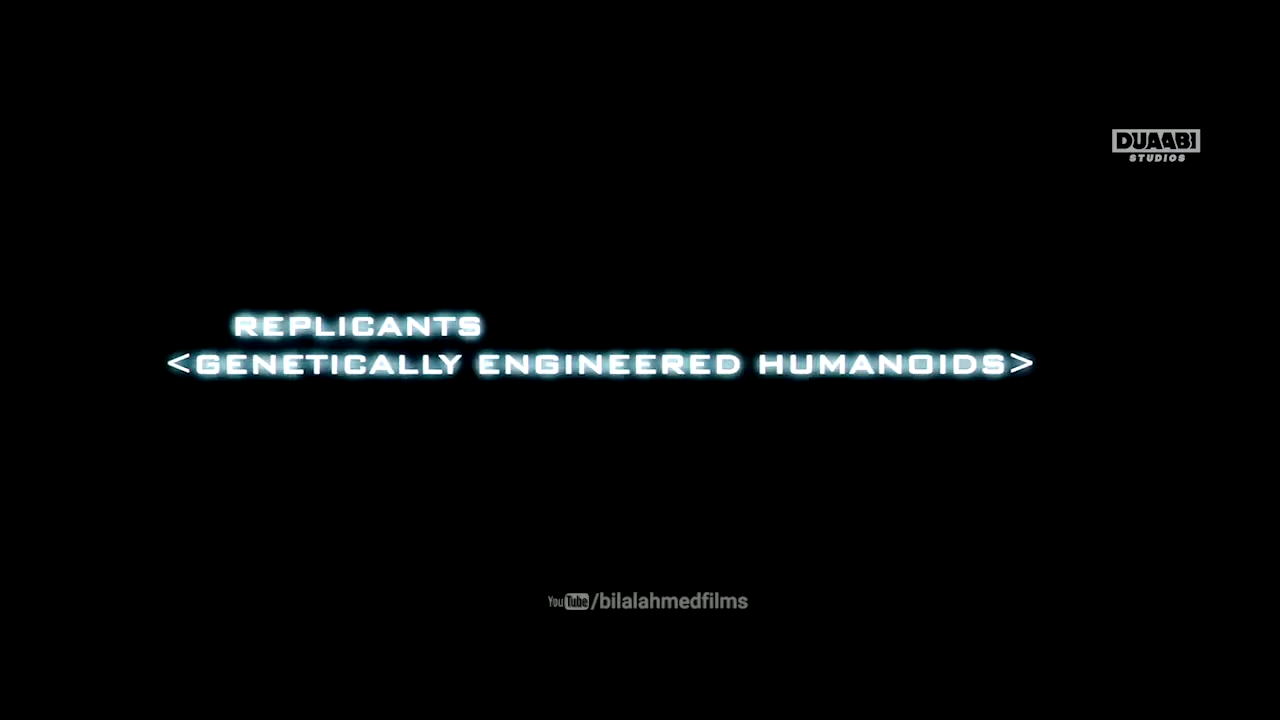 DUAABI
STUDIOS
REPLICANTS
<GENETICALLY ENGINEERED HUMANOIDS>
YouTube/bilalahmedfilms